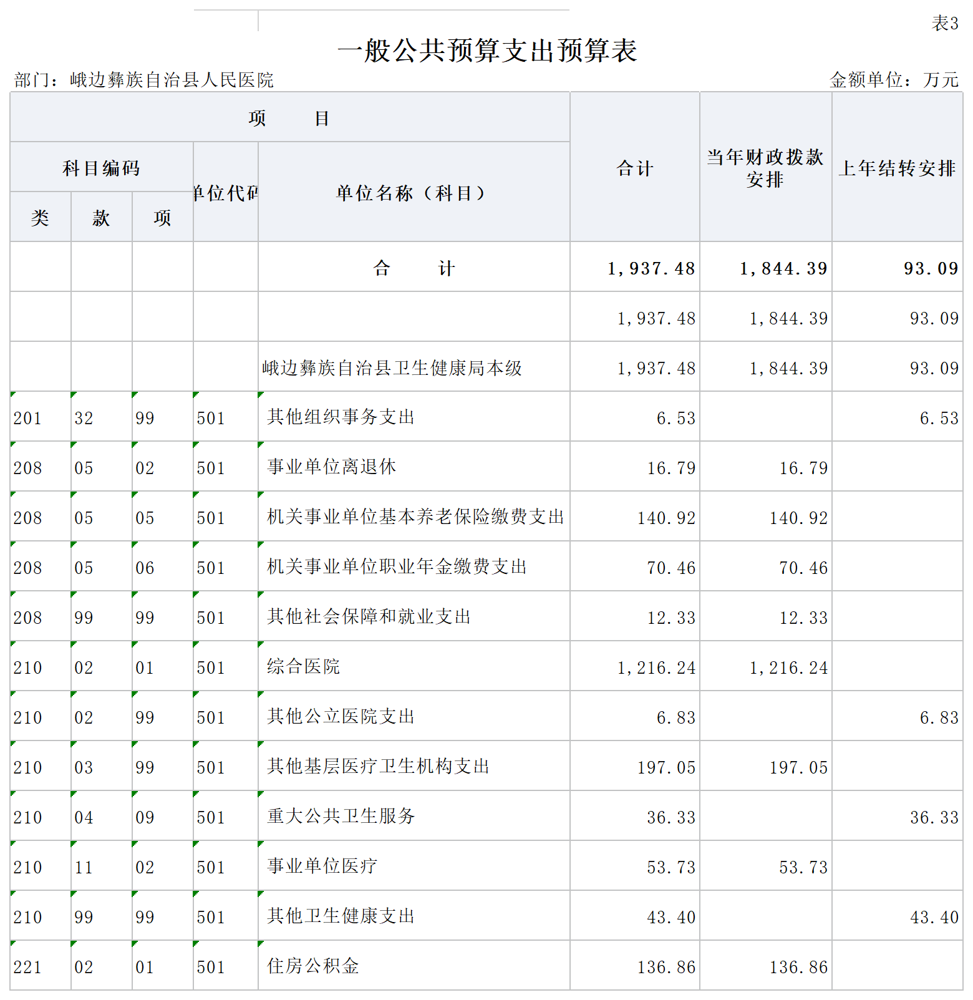 表3
一般公共预算支出预算表
部门：峨边彝族自治县人民医院 金额单位：万元
项 目
科目编码 单位代码 单位名称（科目） 合计 当年财政拨款
安排 上年结转安排
类 款 项
合 计 1,937.48 1,844.39 93.09
1,937.48 1,844.39 93.09
峨边彝族自治县卫生健康局本级 1,937.48 1,844.39 93.09
201 32 99 501 其他组织事务支出 6.53 6.53
208 05 02 501 事业单位离退休 16.79 16.79
208 05 05 501 机关事业单位基本养老保险缴费支出 140.92 140.92
208 05 06 501 机关事业单位职业年金缴费支出 70.46 70.46
208 99 99 501 其他社会保障和就业支出 12.33 12.33
210 02 01 501 综合医院 1,216.24 1,216.24
210 02 99 501 其他公立医院支出 6.83 6.83
210 03 99 501 其他基层医疗卫生机构支出 197.05 197.05
210 04 09 501 重大公共卫生服务 36.33 36.33
210 11 02 501 事业单位医疗 53.73 53.73
210 99 99 501 其他卫生健康支出 43.40 43.40
221 02 01 501 住房公积金 136.86 136.86